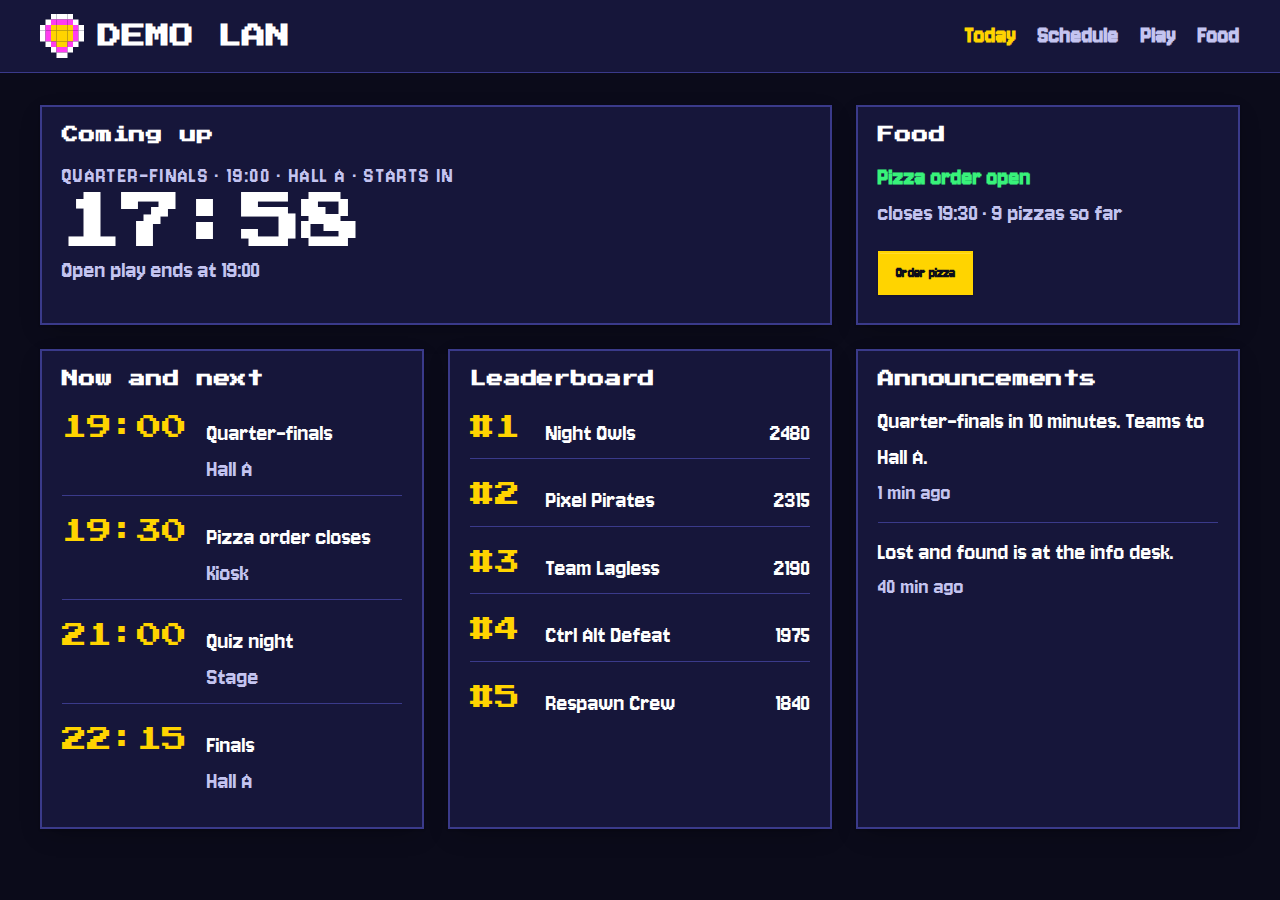 DEMO LAN
Today Schedule Play Food
Coming up
QUARTER-FINALS · 19:00 · HALL A · STARTS IN
17:58
Open play ends at 19:00
Food
Pizza order open
closes 19:30 · 9 pizzas so far
Order pizza
Now and next
19:00 Quarter-finals
Hall A
19:30 Pizza order closes
Kiosk
21:00 Quiz night
Stage
22:15 Finals
Hall A
Leaderboard
#1 Night Owls 2480
#2 Pixel Pirates 2315
#3 Team Lagless 2190
#4 Ctrl Alt Defeat 1975
#5 Respawn Crew 1840
Announcements
Quarter-finals in 10 minutes. Teams to
Hall A.
1 min ago
Lost and found is at the info desk.
40 min ago